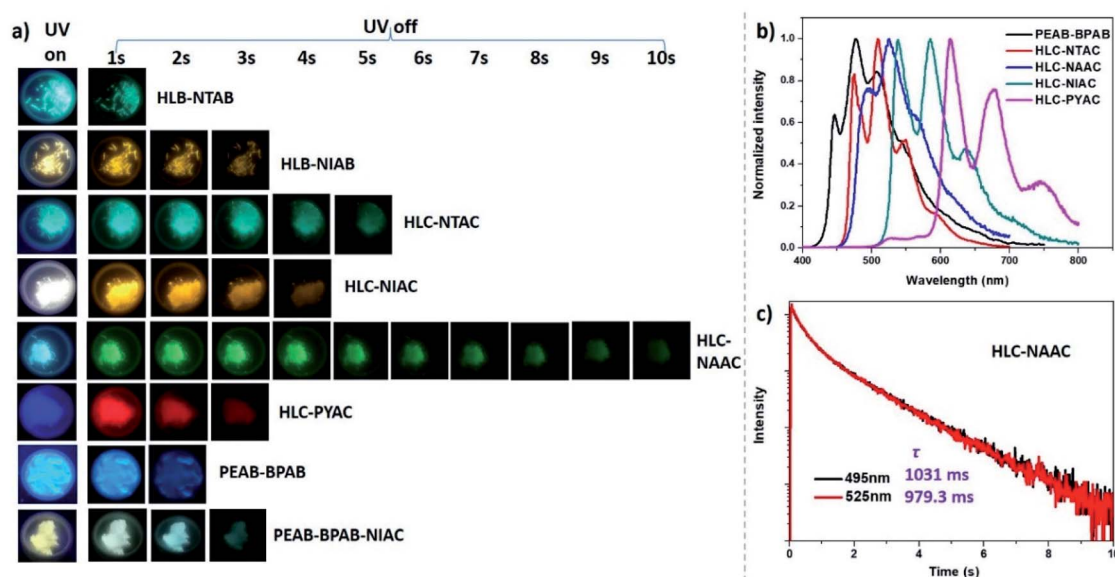 a)
UV
on
UV off
1s 2s 3s 4s 5s 6s 7s 8s 9s 10s
HLB-NTAB
HLB-NIAB
HLC-NTAC
HLC-NIAC
HLC-
NAAC
HLC-PYAC
PEAB-BPAB
PEAB-BPAB-NIAC
b)
PEAB-BPAB
HLC-NTAC
HLC-NAAC
HLC-NIAC
HLC-PYAC
Normalized intensity
1.0
0.8
0.6
0.4
0.2
0.0
400 500 600 700 800
Wavelength (nm)
c)
HLC-NAAC
Intensity
τ
495nm 1031 ms
525nm 979.3 ms
0 2 4 6 8 10
Time (s)